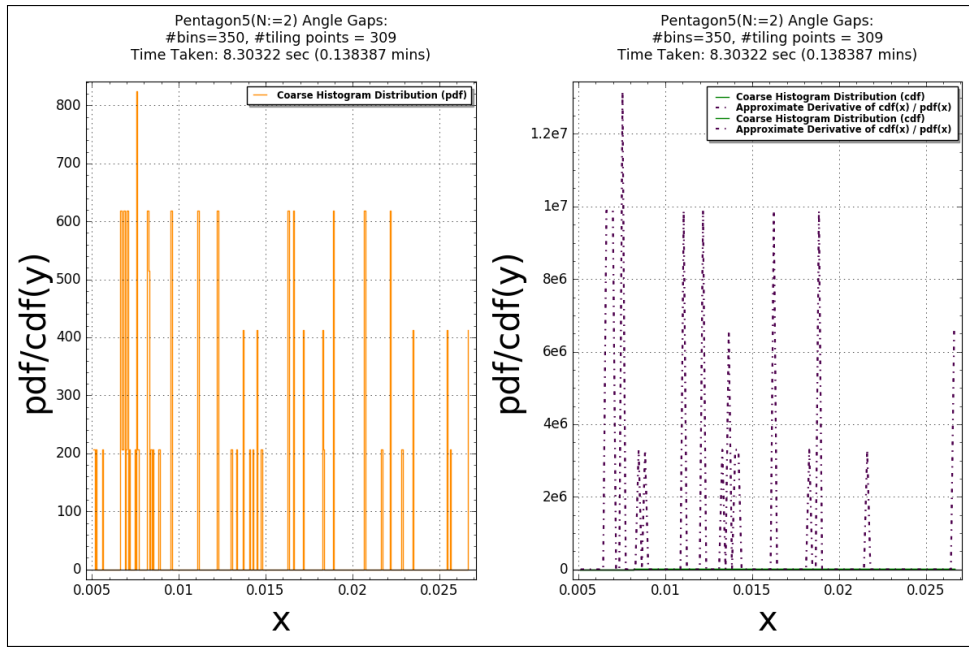 Pentagon5(N:=2) Angle Gaps:
#bins=350, #tiling points = 309
Time Taken: 8.30322 sec (0.138387 mins)
Coarse Histogram Distribution (pdf)
pdf/cdf(y)
800
700
600
500
400
300
200
100
0
0.005
0.01
0.015
0.02
0.025
x
Pentagon5(N:=2) Angle Gaps:
#bins=350, #tiling points = 309
Time Taken: 8.30322 sec (0.138387 mins)
Coarse Histogram Distribution (cdf)
Approximate Derivative of cdf(x) / pdf(x)
Coarse Histogram Distribution (cdf)
Approximate Derivative of cdf(x) / pdf(x)
pdf/cdf(y)
1.2e7
1e7
8e6
6e6
4e6
2e6
0
0.005
0.01
0.015
0.02
0.025
x